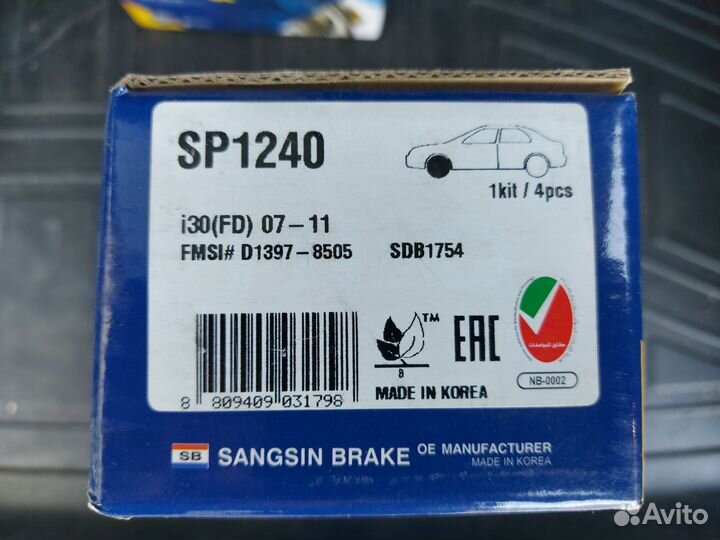 SP1240
1kit / 4pcs
i30(FD) 07-11
FMSI# D1397-8505 SDB1754
TM
EAC
B
MADE IN KOREA
8 809409 031798
NB-0002
SB SANGSIN BRAKE OE MANUFACTURER
MADE IN KOREA
Avito